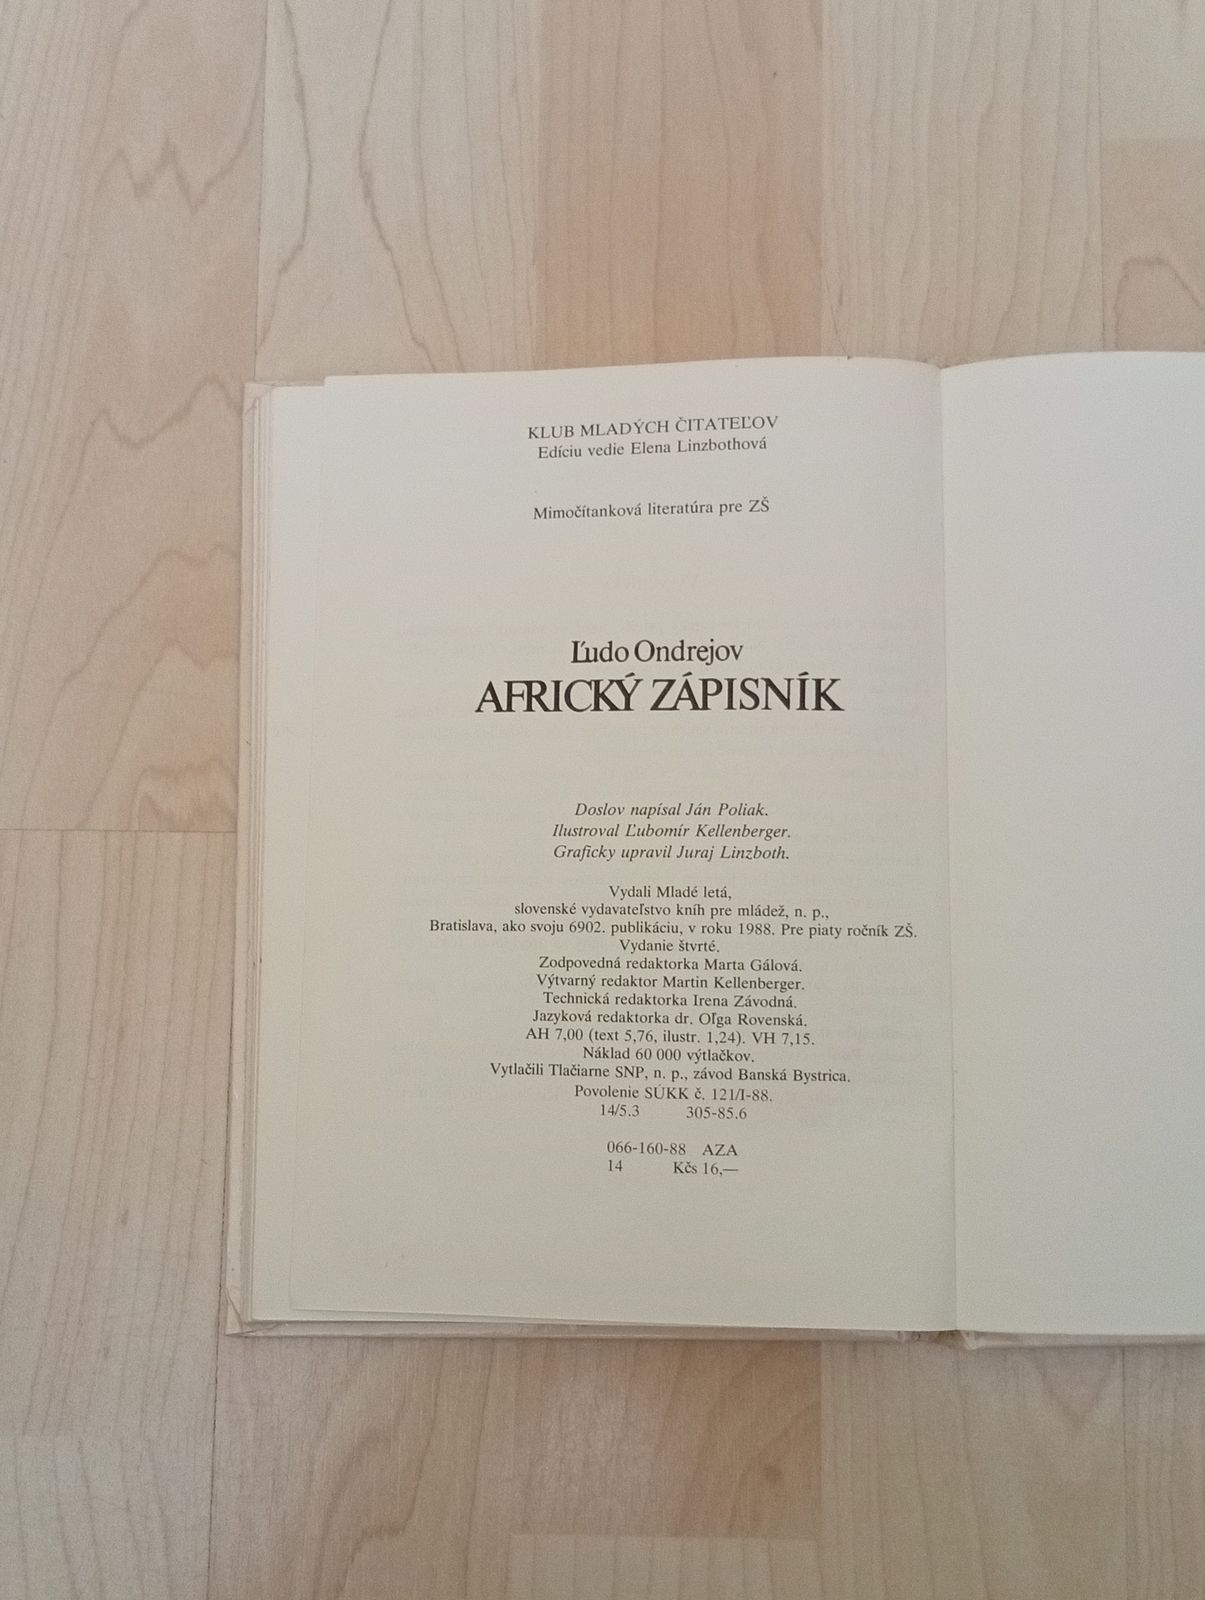 KLUB MLADÝCH ČITATEĽOV
Edíciu vedie Elena Linzbothová
Mimočítanková literatúra pre ZŠ
Ľudo Ondrejov
AFRICKÝ ZÁPISNÍK
Doslov napísal Ján Poliak.
Ilustroval Ľubomír Kellenberger.
Graficky upravil Juraj Linzboth.
Vydali Mladé letá,
slovenské vydavateľstvo kníh pre mládež, n. p.,
Bratislava, ako svoju 6902. publikáciu, v roku 1988. Pre piaty ročník ZŠ.
Vydanie štvrté.
Zodpovedná redaktorka Marta Gálová.
Výtvarný redaktor Martin Kellenberger.
Technická redaktorka Irena Závodná.
Jazyková redaktorka dr. Oľga Rovenská.
AH 7,00 (text 5,76, ilustr. 1,24). VH 7,15.
Náklad 60 000 výtlačkov.
Vytlačili Tlačiarne SNP, n. p., závod Banská Bystrica.
Povolenie SÚKK č. 121/I-88.
14/5.3 305-85.6
066-160-88 AZA
14 Kčs 16,—